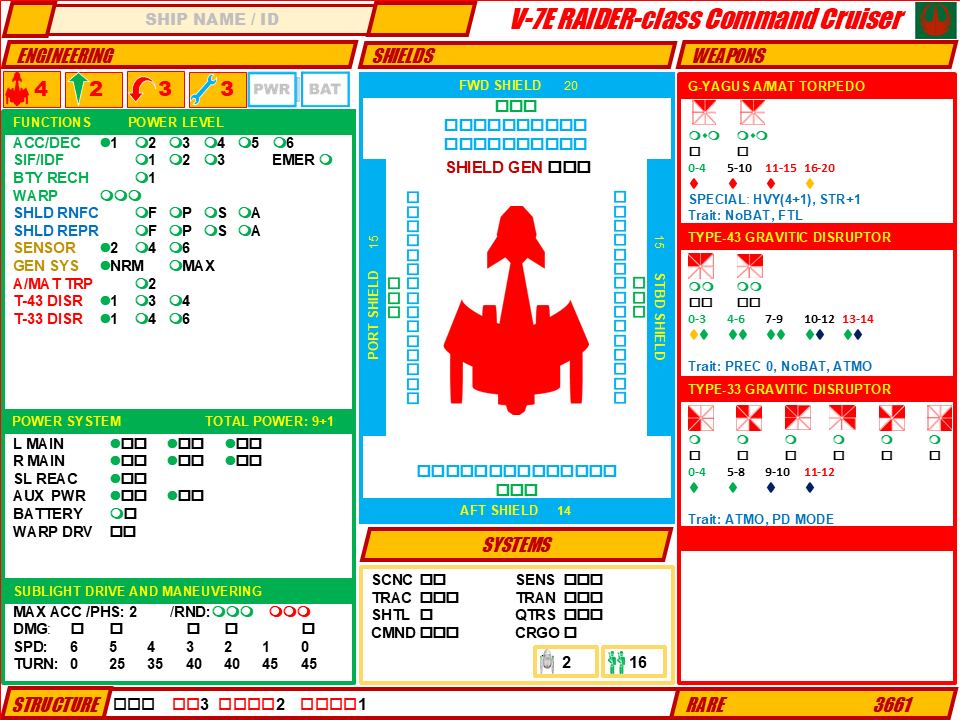 SHIP NAME / ID
V-7E RAIDER-class Command Cruiser
ENGINEERING
4 2 3 3 PWR BAT
FUNCTIONS POWER LEVEL
ACC/DEC 1 2 3 4 5 6
SIF/IDF 1 2 3 EMER
BTY RECH 1
WARP
SHLD RNFC F P S A
SHLD REPR F P S A
SENSOR 2 4 6
GEN SYS NRM MAX
A/MAT TRP 2
T-43 DISR 1 3 4
T-33 DISR 1 4 6
POWER SYSTEM TOTAL POWER: 9+1
L MAIN
R MAIN
SL REAC
AUX PWR
BATTERY
WARP DRV
SUBLIGHT DRIVE AND MANEUVERING
MAX ACC /PHS: 2 /RND:
DMG:
SPD: 6 5 4 3 2 1 0
TURN: 0 25 35 40 40 45 45
SHIELDS
FWD SHIELD 20
SHIELD GEN
PORT SHIELD 15
STBD SHIELD 15
AFT SHIELD 14
SYSTEMS
SCNC SENS
TRAC TRAN
SHTL QTRS
CMND CRGO
2 16
WEAPONS
G-YAGUS A/MAT TORPEDO
0-4 5-10 11-15 16-20
SPECIAL: HVY(4+1), STR+1
Trait: NoBAT, FTL
TYPE-43 GRAVITIC DISRUPTOR
0-3 4-6 7-9 10-12 13-14
Trait: PREC 0, NoBAT, ATMO
TYPE-33 GRAVITIC DISRUPTOR
0-4 5-8 9-10 11-12
Trait: ATMO, PD MODE
STRUCTURE 3 2 1
RARE 3661